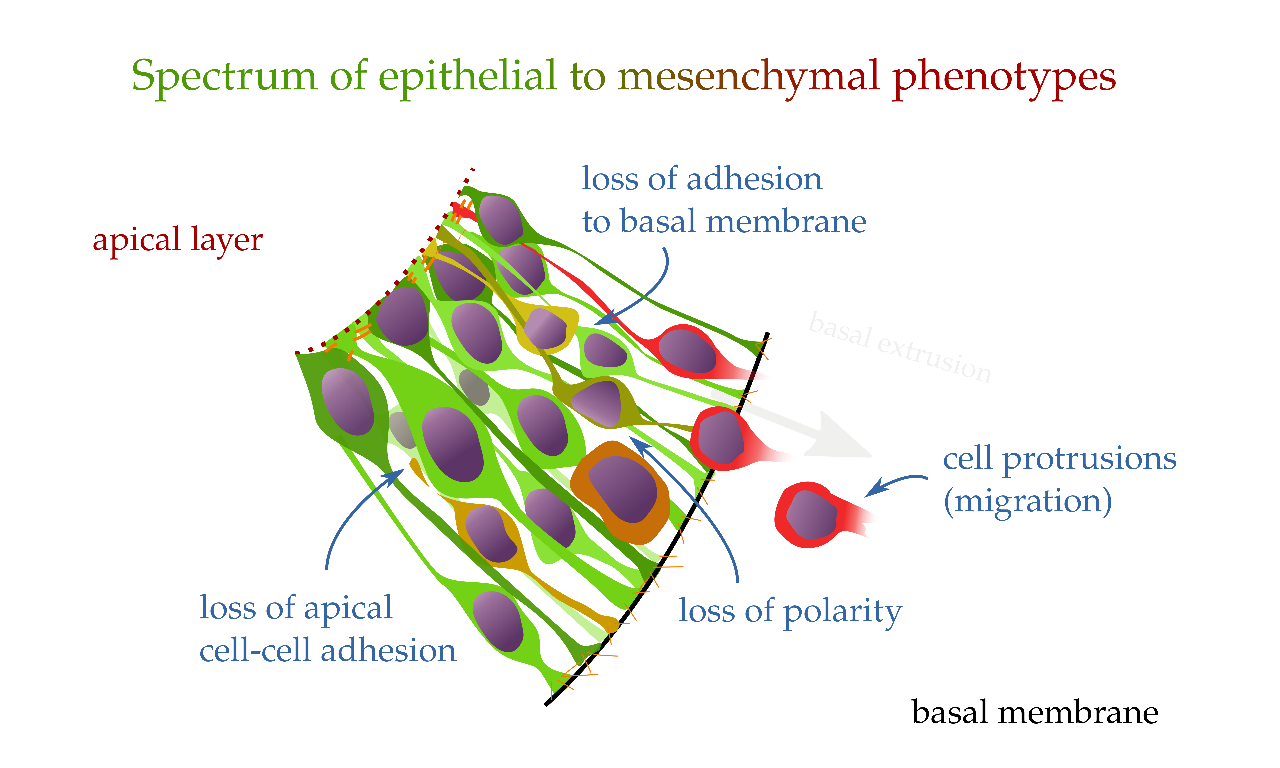 Spectrum of epithelial to mesenchymal phenotypes
loss of adhesion
to basal membrane
apical layer
basal extrusion
cell protrusions
(migration)
loss of apical
cell-cell adhesion
loss of polarity
basal membrane